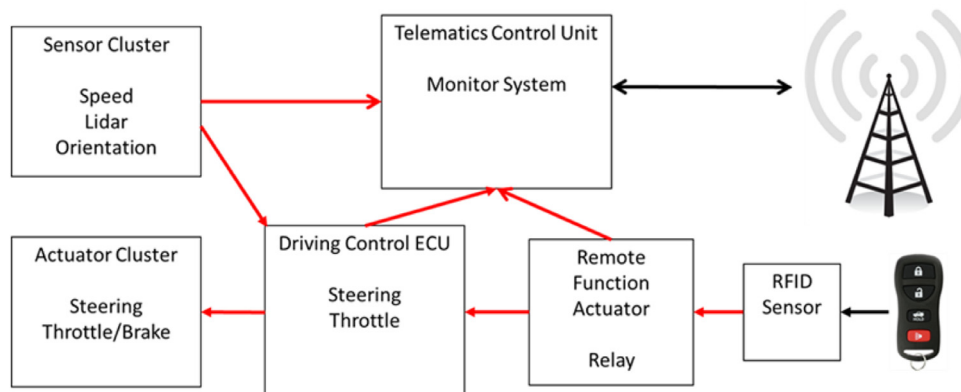 Sensor Cluster
Speed
Lidar
Orientation
Telematics Control Unit
Monitor System
Actuator Cluster
Steering
Throttle/Brake
Driving Control ECU
Steering
Throttle
Remote
Function
Actuator
Relay
RFID
Sensor